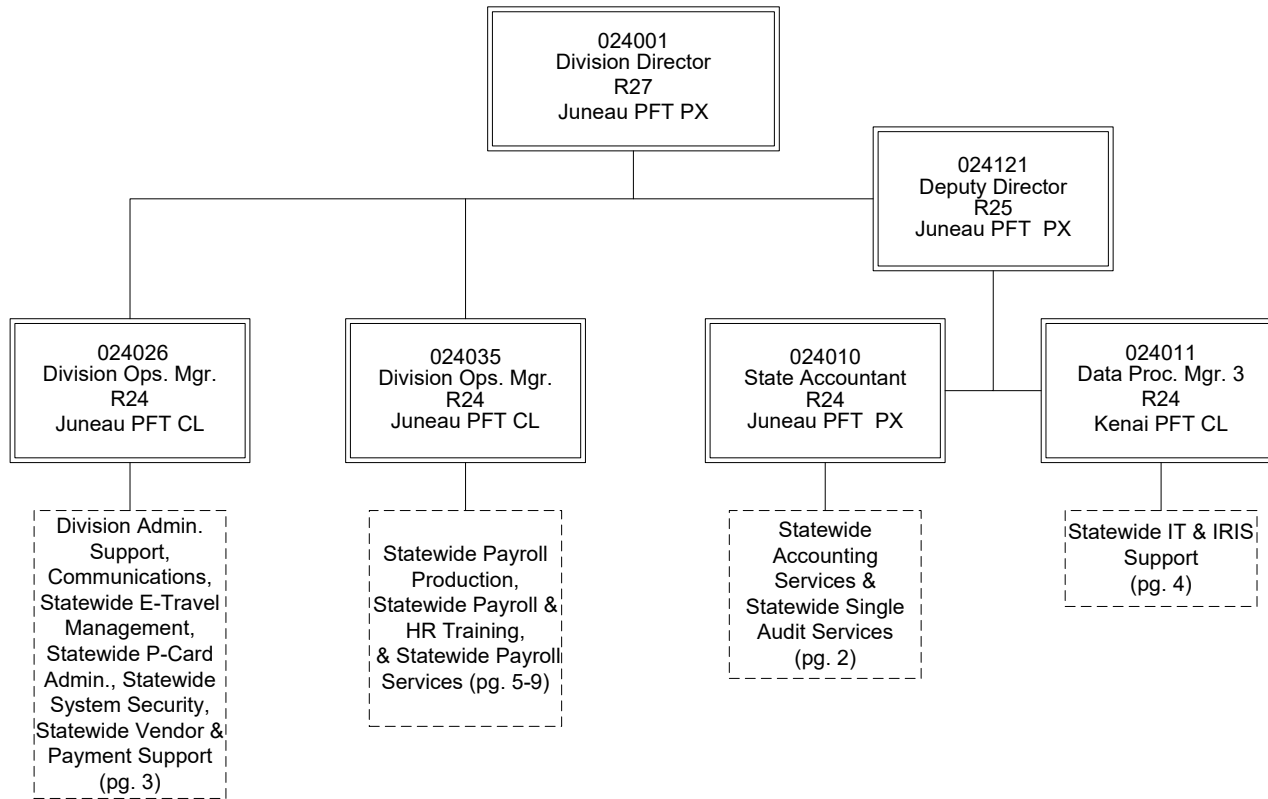 024001
Division Director
R27
Juneau PFT PX
024121
Deputy Director
R25
Juneau PFT  PX
024026
Division Ops. Mgr.
R24
Juneau PFT CL
024035
Division Ops. Mgr.
R24
Juneau PFT CL
024010
State Accountant
R24
Juneau PFT  PX
024011
Data Proc. Mgr. 3
R24
Kenai PFT CL
Division Admin.
Support,
Communications,
Statewide E-Travel
Management,
Statewide P-Card
Admin., Statewide
System Security,
Statewide Vendor &
Payment Support
(pg. 3)
Statewide Payroll
Production,
Statewide Payroll &
HR Training,
& Statewide Payroll
Services (pg. 5-9)
Statewide
Accounting
Services &
Statewide Single
Audit Services
(pg. 2)
Statewide IT & IRIS
Support
(pg. 4)